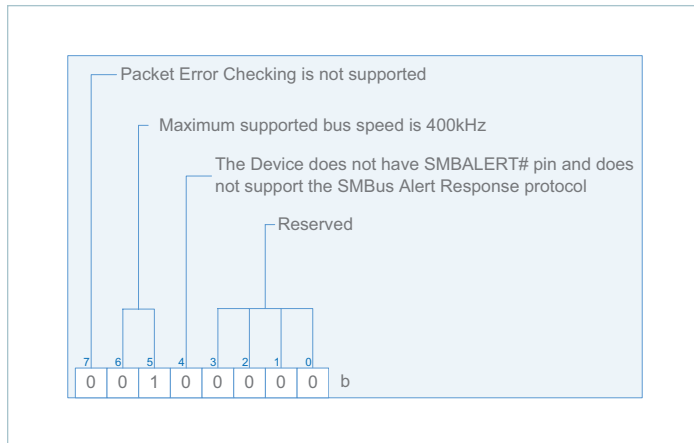 Packet Error Checking is not supported
Maximum supported bus speed is 400kHz
The Device does not have SMBALERT# pin and does
not support the SMBus Alert Response protocol
Reserved
7 6 5 4 3 2 1 0
0 0 1 0 0 0 0 0 b